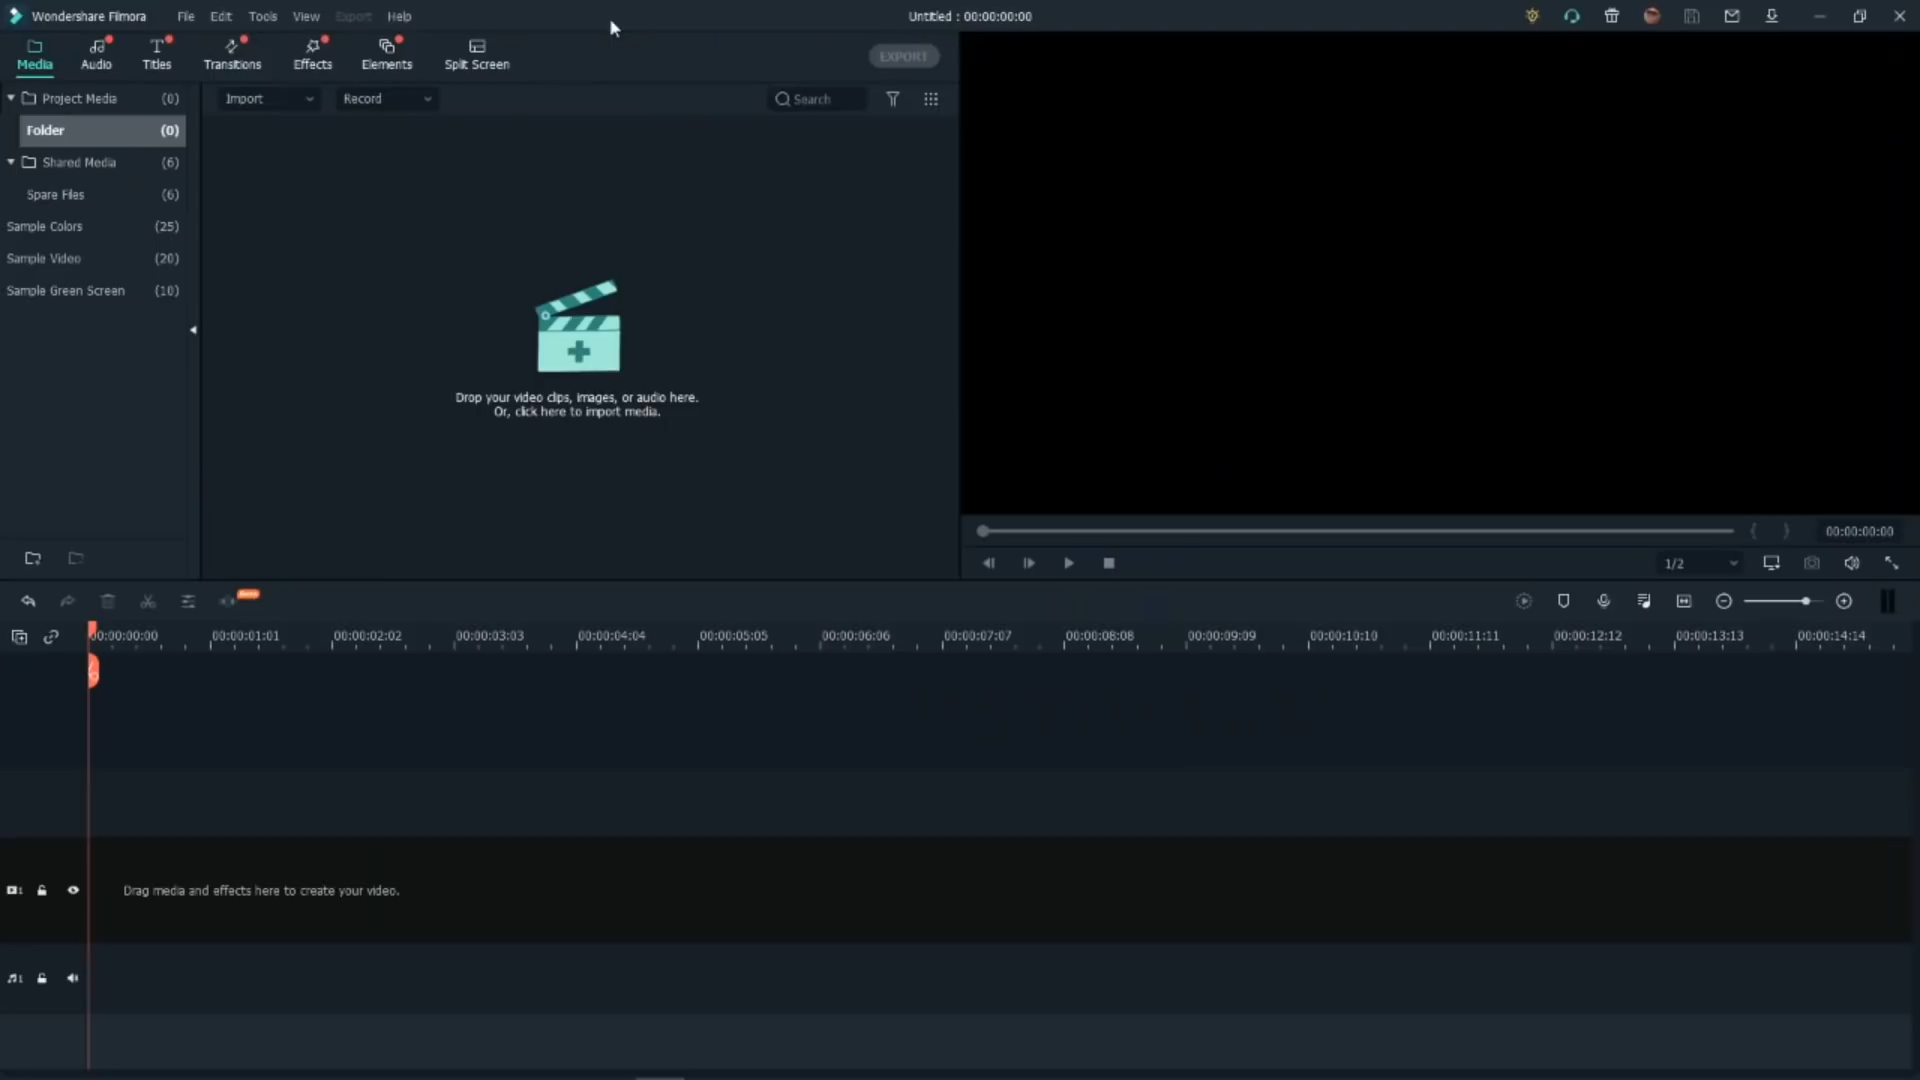 Wondershare Filmora File Edit Tools View Export Help Untitled : 00:00:00:00
Media Audio Titles Transitions Effects Elements Split Screen EXPORT
Project Media (0) Import Record Search
Folder (0)
Shared Media (6)
Spare Files (6)
Sample Colors (25)
Sample Video (20)
Sample Green Screen (10)
Drop your video clips, images, or audio here.
Or, click here to import media.
00:00:00:00
1/2
00:00:00:00 00:00:01:01 00:00:02:02 00:00:03:03 00:00:04:04 00:00:05:05 00:00:06:06 00:00:07:07 00:00:08:08 00:00:09:09 00:00:10:10 00:00:11:11 00:00:12:12 00:00:13:13 00:00:14:14
1 Drag media and effects here to create your video.
1